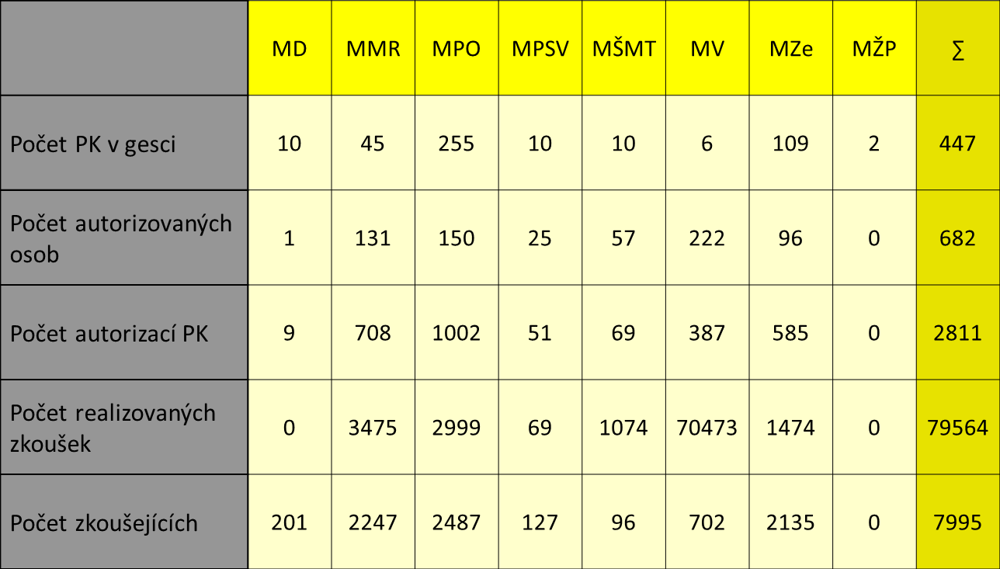 MD MMR MPO MPSV MŠMT MV MZe MŽP ∑
Počet PK v gesci 10 45 255 10 10 6 109 2 447
Počet autorizovaných
osob 1 131 150 25 57 222 96 0 682
Počet autorizací PK 9 708 1002 51 69 387 585 0 2811
Počet realizovaných
zkoušek 0 3475 2999 69 1074 70473 1474 0 79564
Počet zkoušejících 201 2247 2487 127 96 702 2135 0 7995